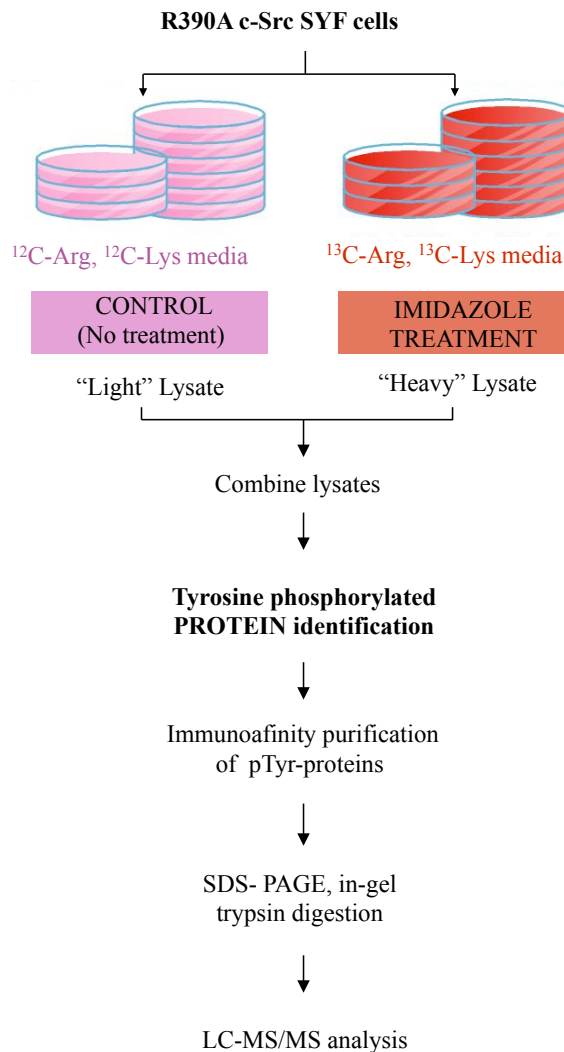 R390A c-Src SYF cells
¹²C-Arg, ¹²C-Lys media
¹³C-Arg, ¹³C-Lys media
CONTROL
(No treatment)
IMIDAZOLE
TREATMENT
“Light” Lysate
“Heavy” Lysate
Combine lysates
Tyrosine phosphorylated
PROTEIN identification
Immunoafinity purification
of pTyr-proteins
SDS- PAGE, in-gel
trypsin digestion
LC-MS/MS analysis